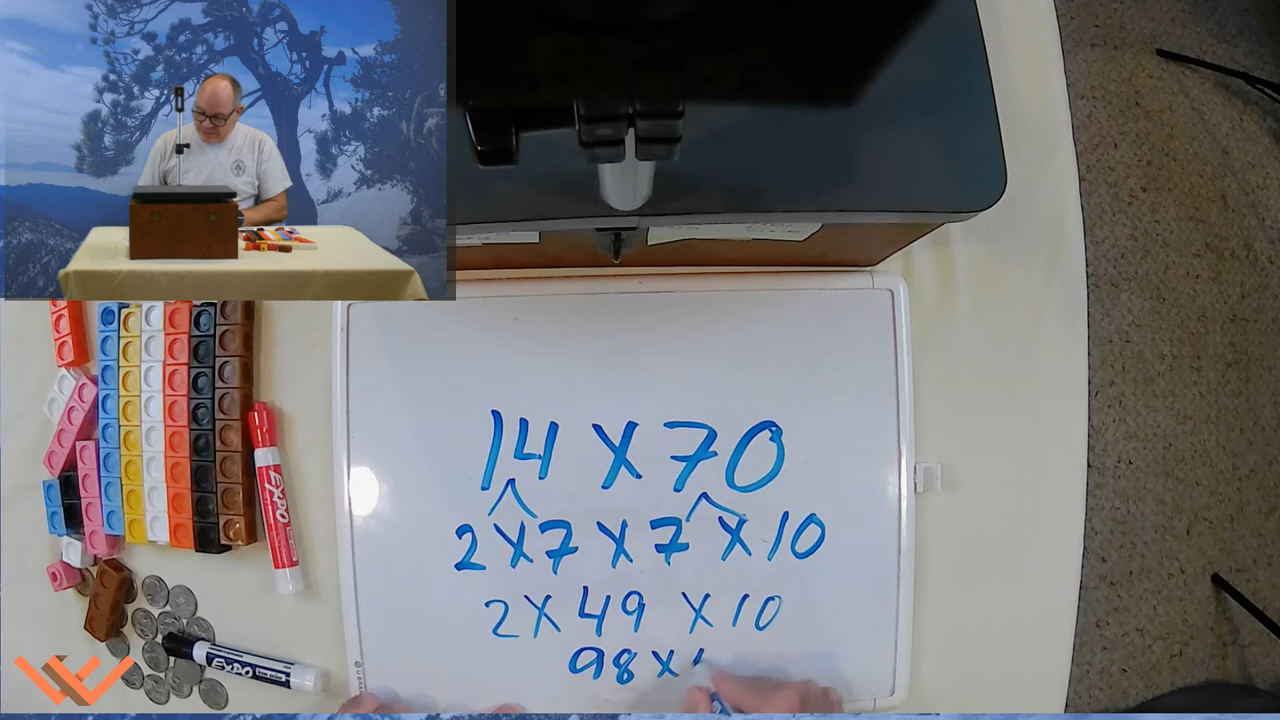 14 X 70
2 X 7 X 7 X 10
2 X 49 X 10
98 X
EXPO
EXPO